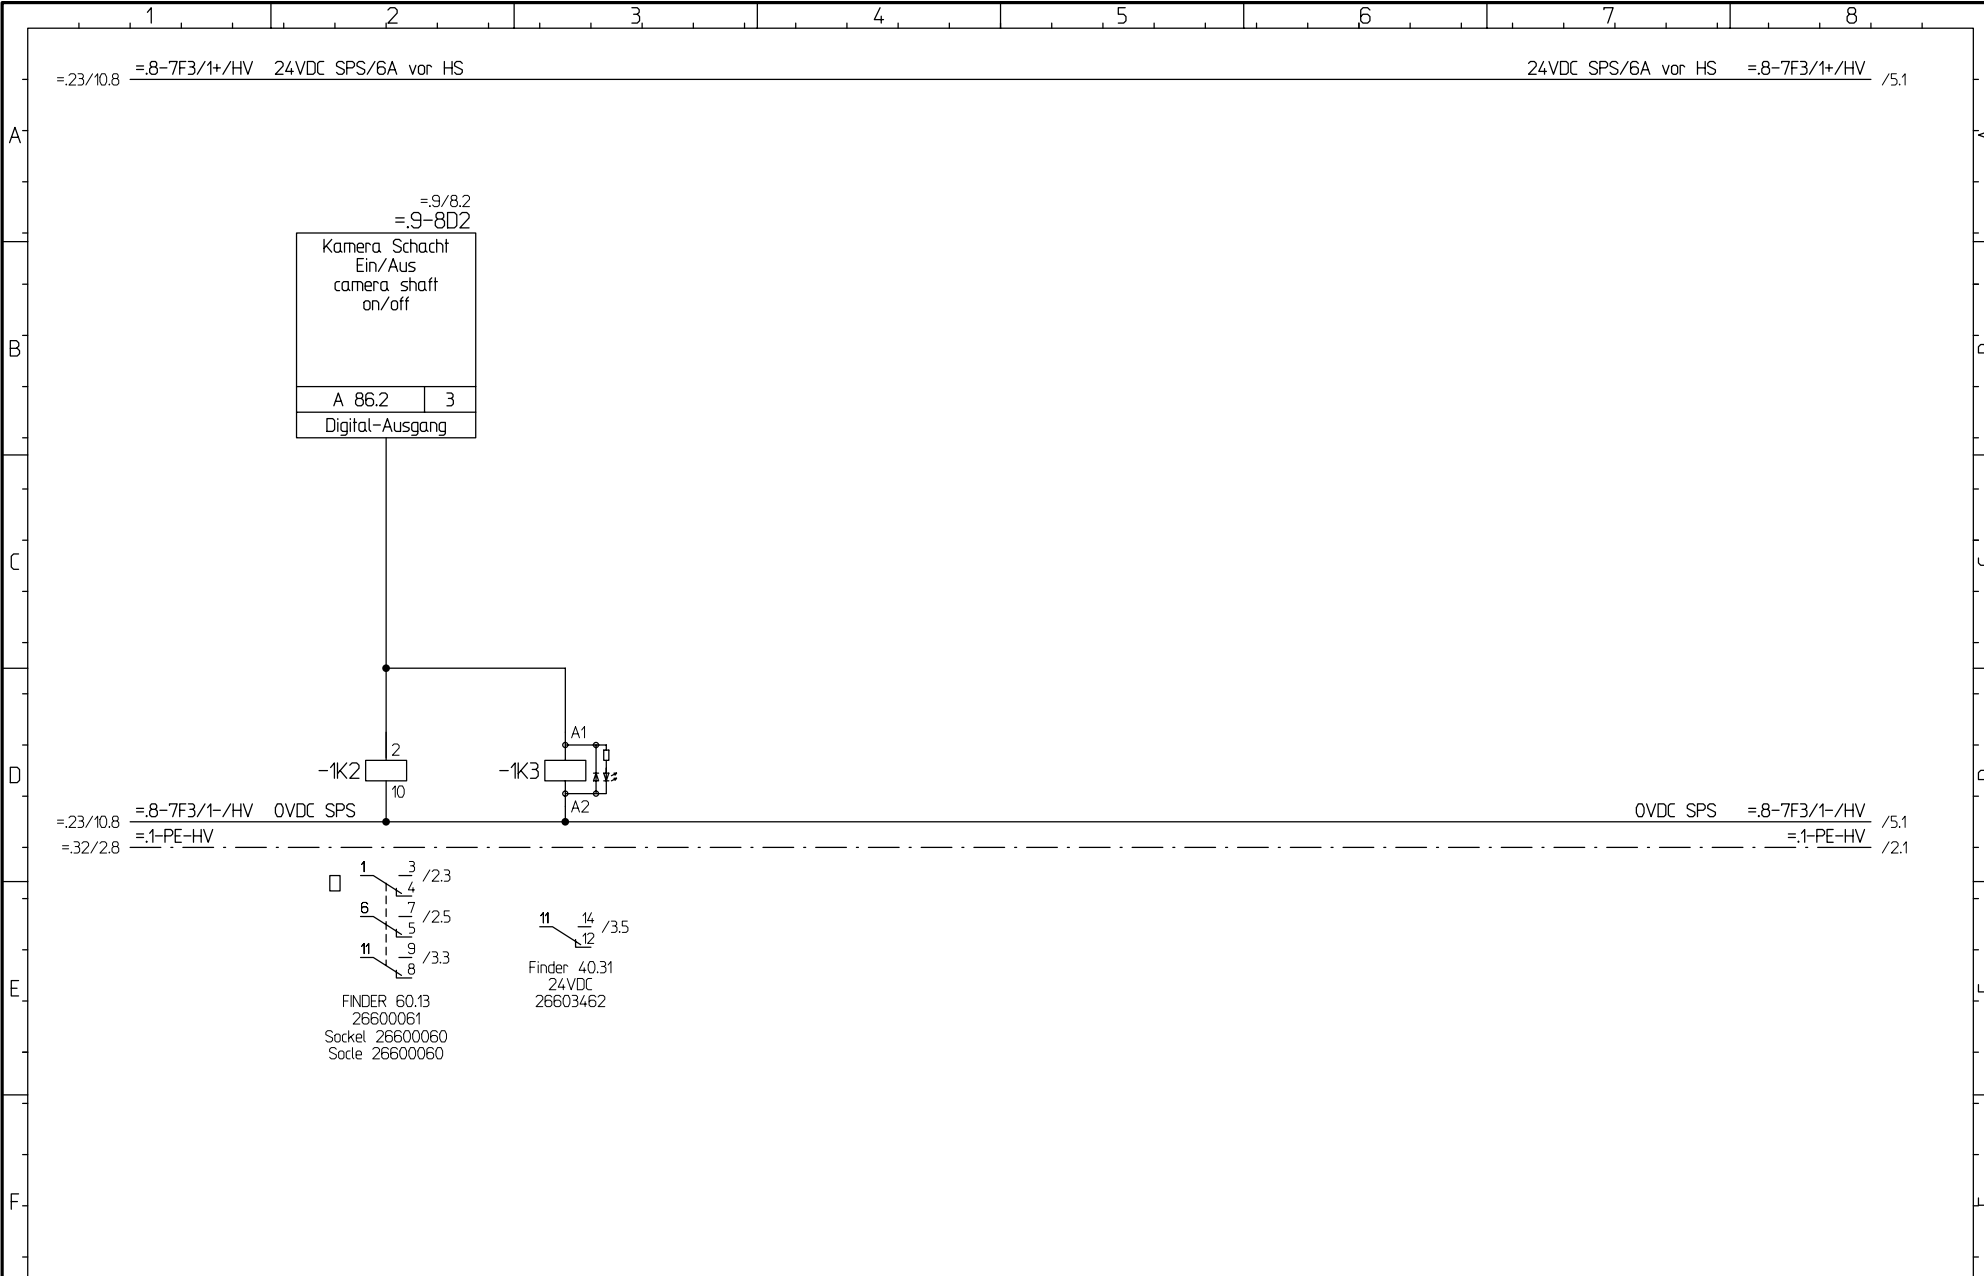 1 2 3 4 5 6 7 8
=.8-7F3/1+/HV 24VDC SPS/6A vor HS
=.23/10.8
24VDC SPS/6A vor HS =.8-7F3/1+/HV
/5.1
A
=.9/8.2
=.9-8D2
Kamera Schacht
Ein/Aus
camera shaft
on/off
B
A 86.2 3
Digital-Ausgang
C
A1
2
-1K2
-1K3
D
10
A2
=.8-7F3/1-/HV 0VDC SPS
=.23/10.8
0VDC SPS =.8-7F3/1-/HV
/5.1
=.1-PE-HV
=.32/2.8
=.1-PE-HV
/2.1
1 3
4 /2.3
6 7
5 /2.5
11 9
8 /3.3
11 14
12 /3.5
Finder 40.31
24VDC
26603462
E
FINDER 60.13
26600061
Sockel 26600060
Socle 26600060
F